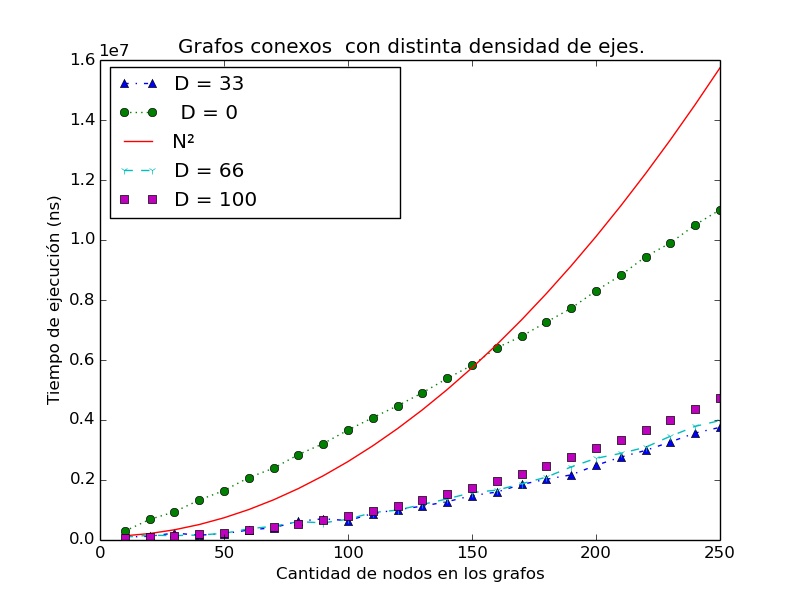 Grafos conexos con distinta densidad de ejes.
1e7
D = 33
D = 0
N²
D = 66
D = 100
1.6
1.4
1.2
1.0
0.8
0.6
0.4
0.2
0.0
Tiempo de ejecución (ns)
0 50 100 150 200 250
Cantidad de nodos en los grafos